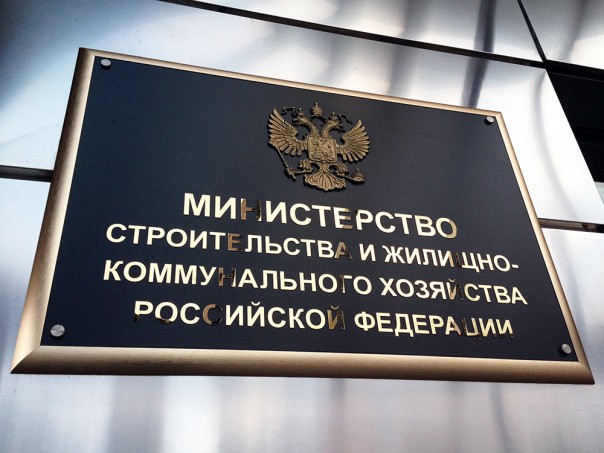 МИНИСТЕРСТВО
СТРОИТЕЛЬСТВА И ЖИЛИЩНО-
КОММУНАЛЬНОГО ХОЗЯЙСТВА
РОССИЙСКОЙ ФЕДЕРАЦИИ